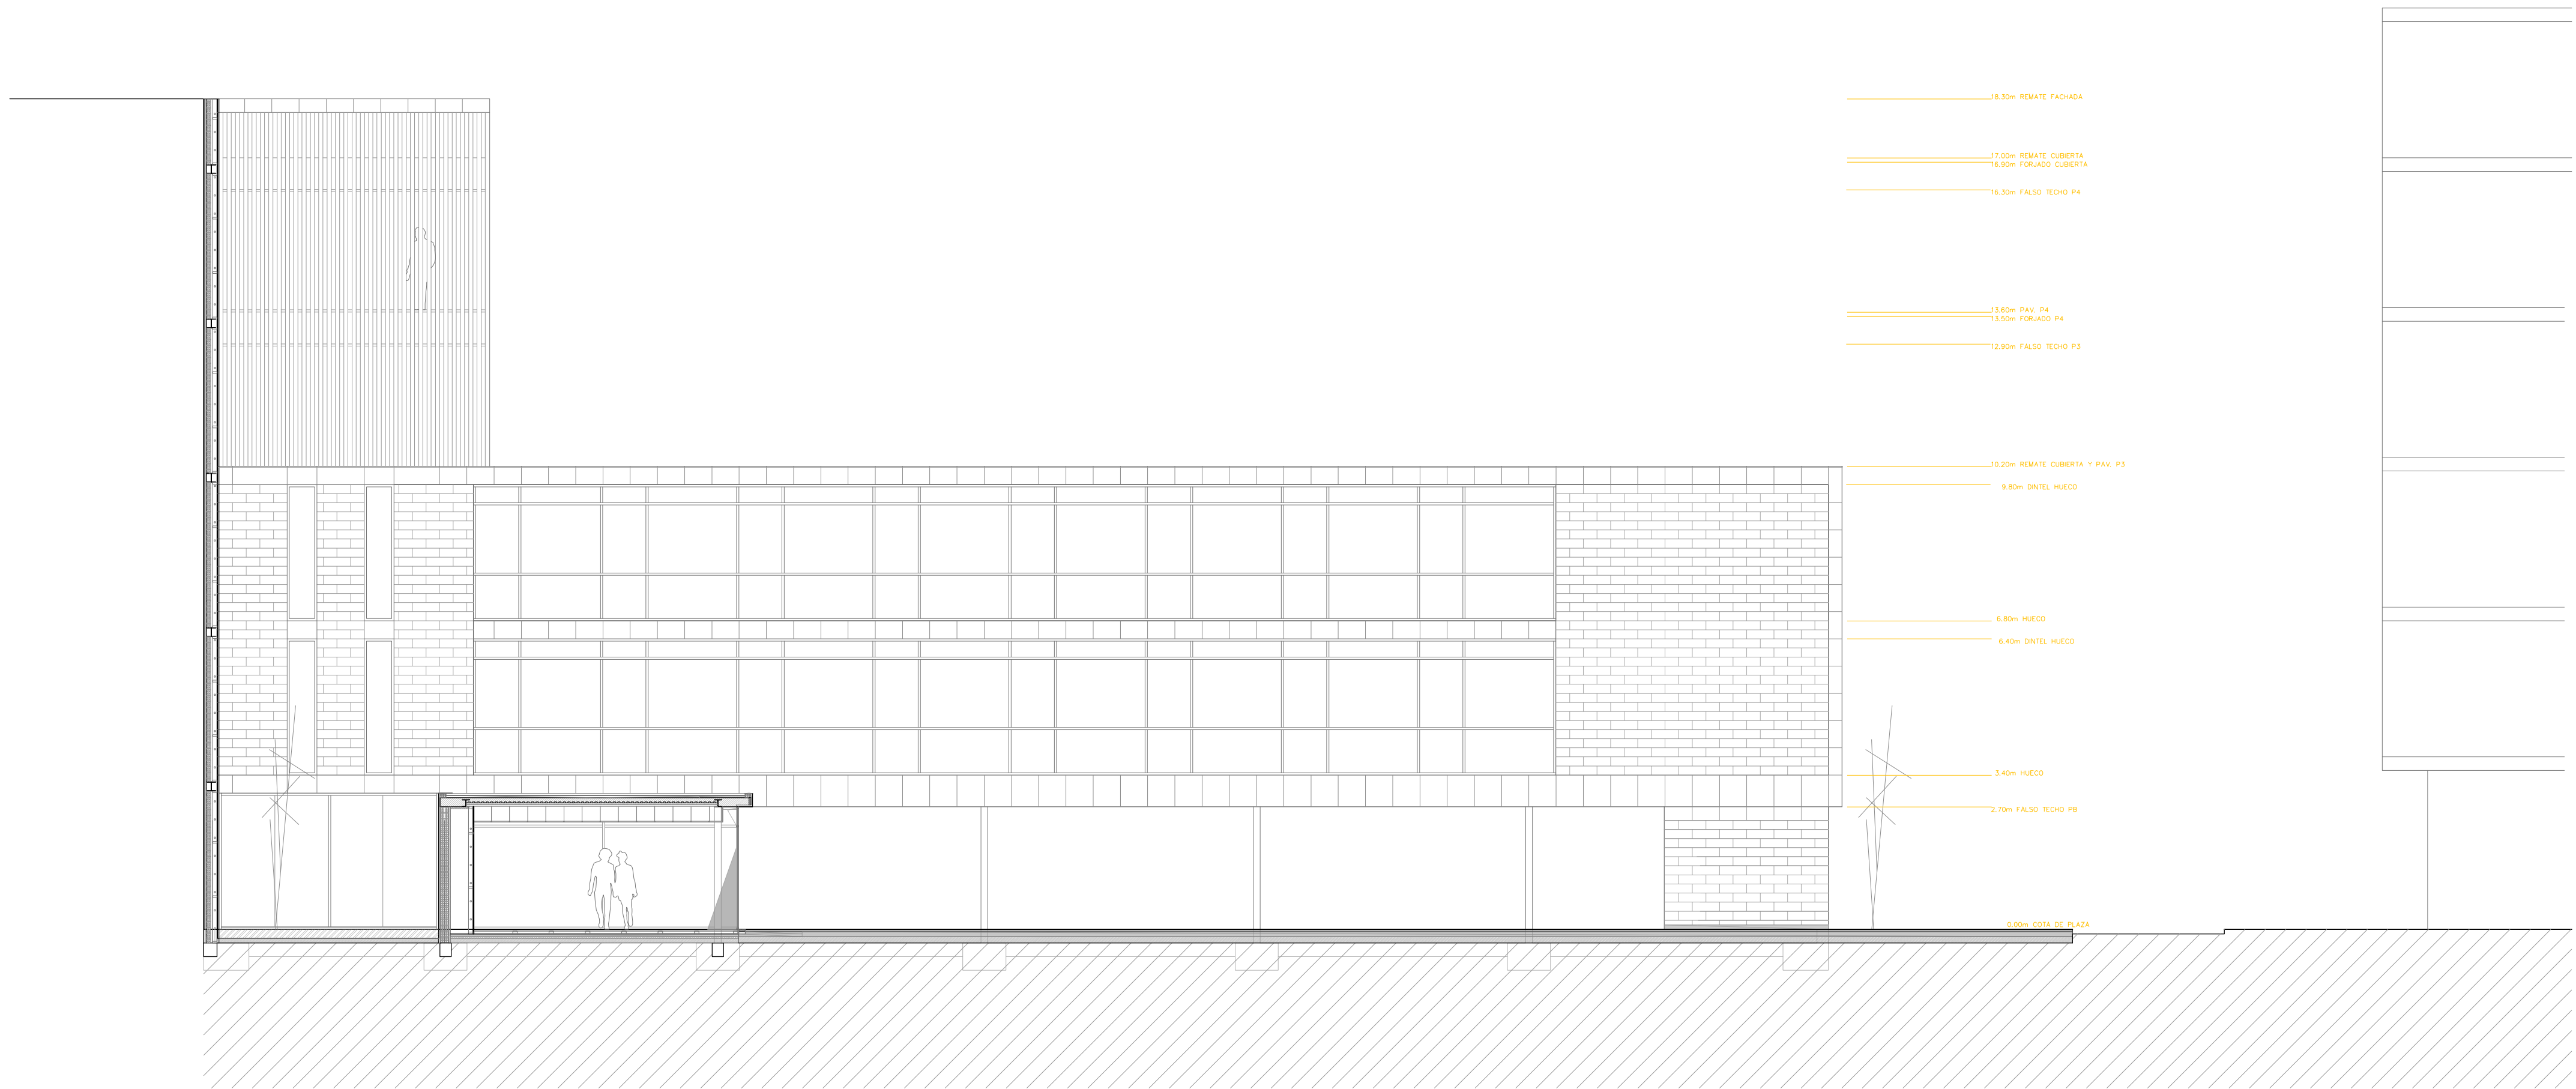 18.30m REMATE FACHADA
17.00m REMATE CUBIERTA
16.90m FORJADO CUBIERTA
16.30m FALSO TECHO P4
13.60m PAV. P4
13.50m FORJADO P4
12.90m FALSO TECHO P3
10.20m REMATE CUBIERTA Y PAV. P3
9.80m DINTEL HUECO
6.80m HUECO
6.40m DINTEL HUECO
3.40m HUECO
2.70m FALSO TECHO PB
0.00m COTA DE PLAZA